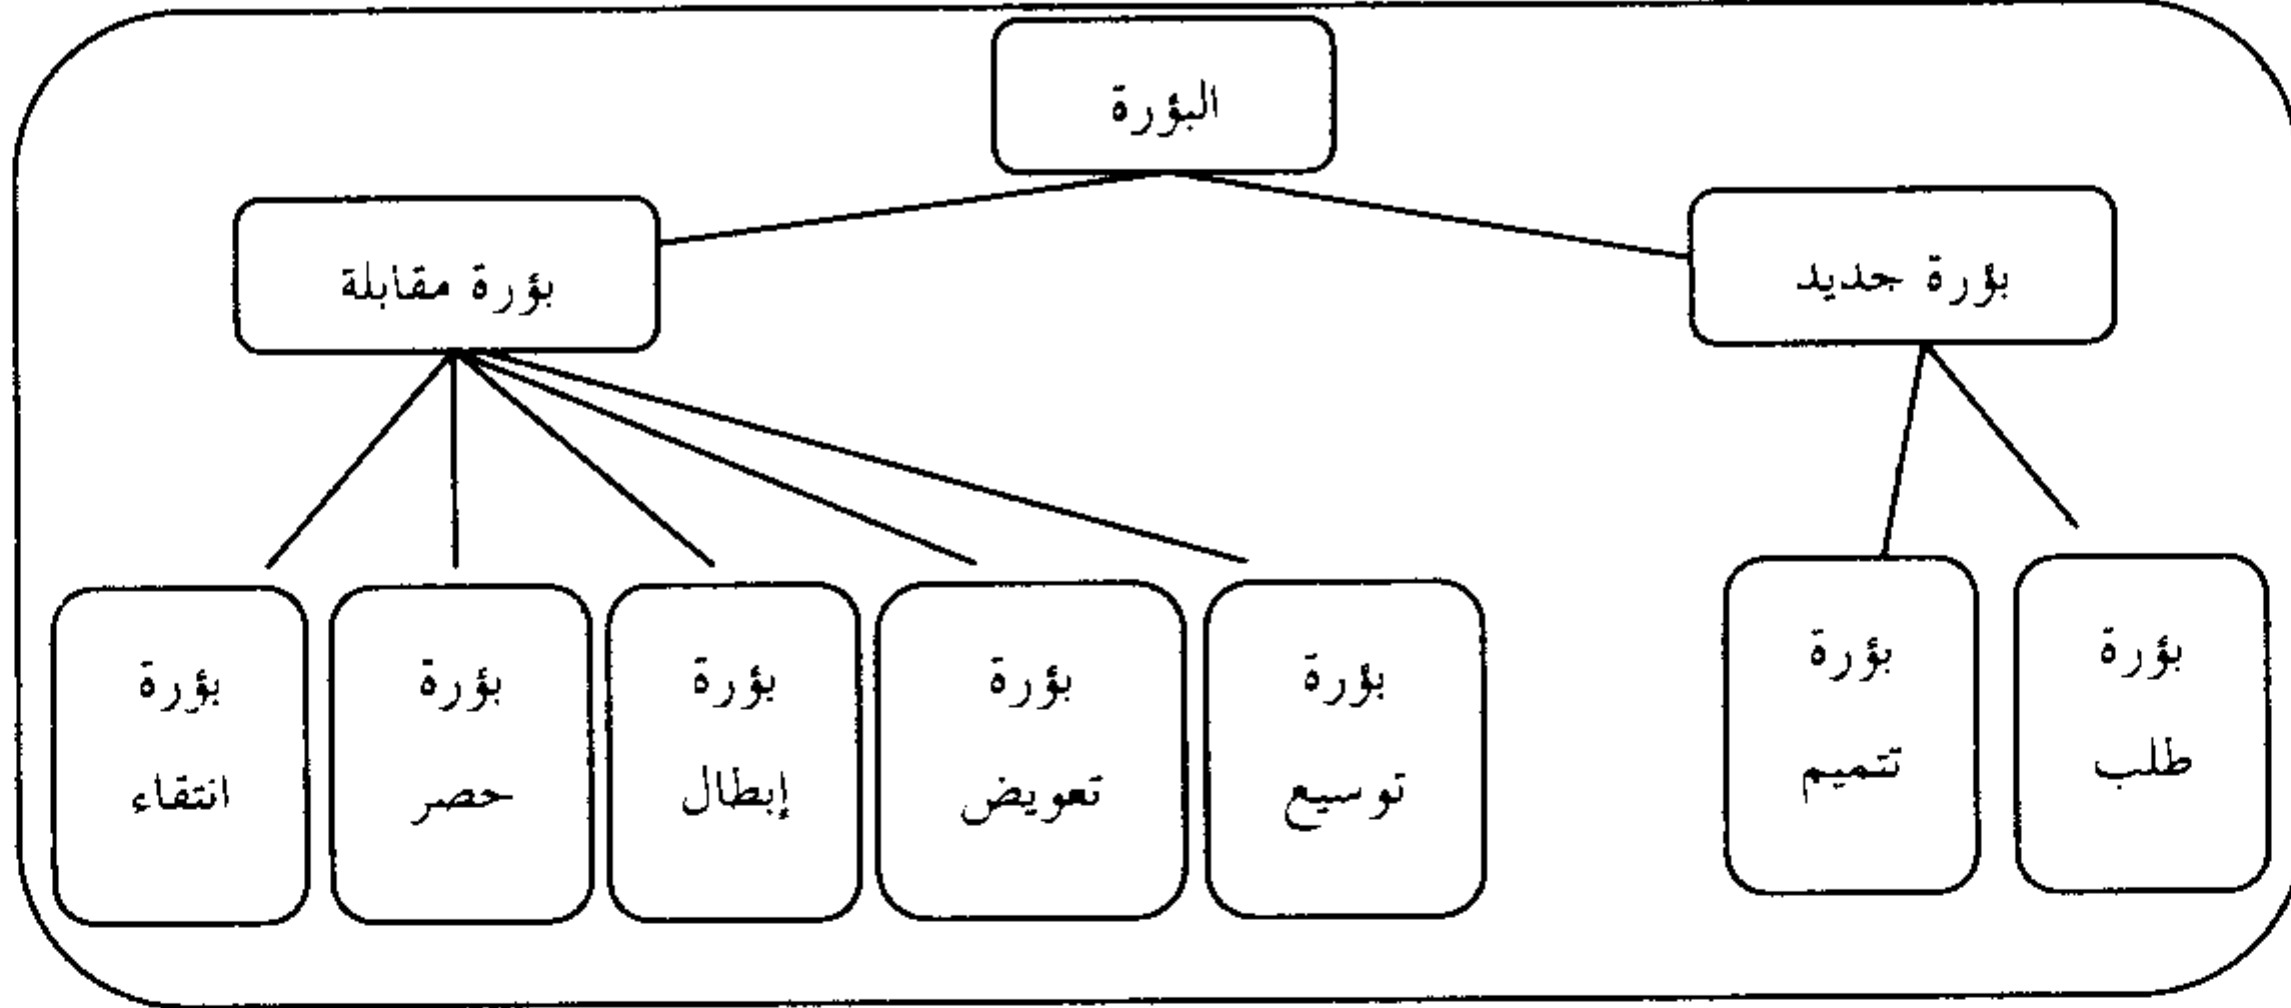 البؤرة
بؤرة جديد
بؤرة مقابلة
بؤرة
طلب
بؤرة
تتميم
بؤرة
توسيع
بؤرة
تعويض
بؤرة
إبطال
بؤرة
حصر
بؤرة
انتقاء